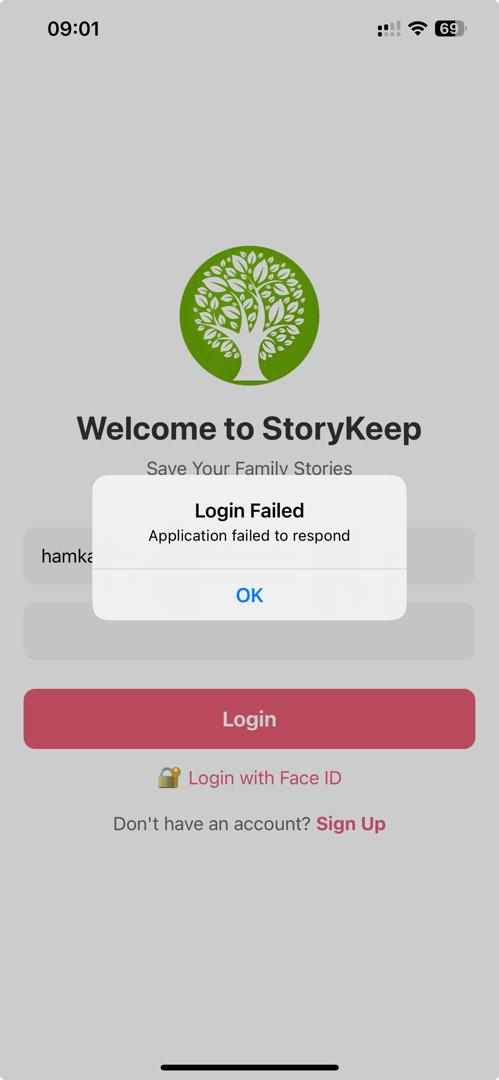 09:01
69
Welcome to StoryKeep
Save Your Family Stories
Login Failed
Application failed to respond
OK
Login
Login with Face ID
Don't have an account? Sign Up